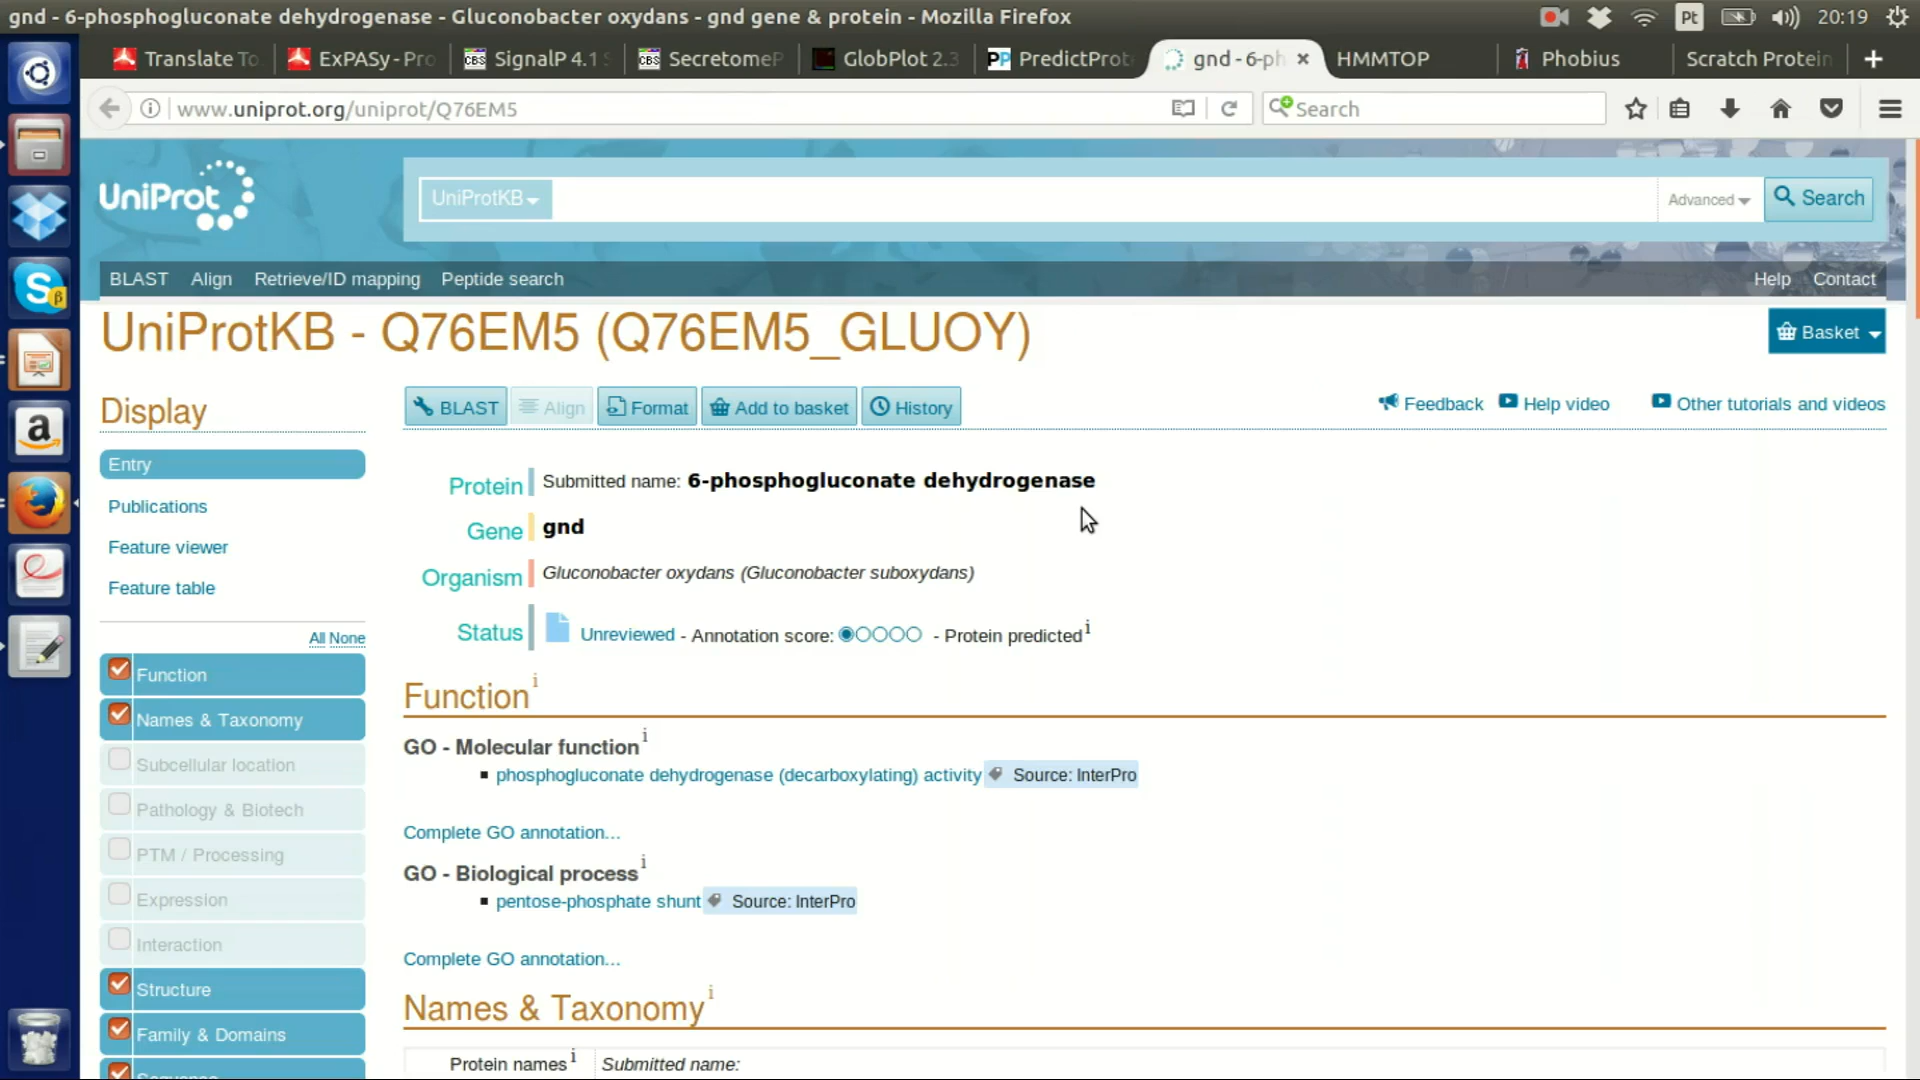 gnd - 6-phosphogluconate dehydrogenase - Gluconobacter oxydans - gnd gene & protein - Mozilla Firefox
Pt
20:19
Translate To
ExPASy - Pro
CBS SignalP 4.1 S
CBS SecretomeP
GlobPlot 2.3
PP PredictProt
gnd - 6-ph
HMMTOP
Phobius
Scratch Protein
www.uniprot.org/uniprot/Q76EM5
Search
UniProt
UniProtKB
Advanced
Search
BLAST Align Retrieve/ID mapping Peptide search
Help Contact
UniProtKB - Q76EM5 (Q76EM5_GLUOY)
Basket
Display
BLAST Align Format Add to basket History
Feedback Help video Other tutorials and videos
Entry
Publications
Feature viewer
Feature table
All None
Function
Names & Taxonomy
Subcellular location
Pathology & Biotech
PTM / Processing
Expression
Interaction
Structure
Family & Domains
Sequence
Protein Submitted name: 6-phosphogluconate dehydrogenase
Gene gnd
Organism Gluconobacter oxydans (Gluconobacter suboxydans)
Status Unreviewed - Annotation score: - Protein predicted i
Function i
GO - Molecular function i
phosphogluconate dehydrogenase (decarboxylating) activity Source: InterPro
Complete GO annotation...
GO - Biological process i
pentose-phosphate shunt Source: InterPro
Complete GO annotation...
Names & Taxonomy i
Protein names i Submitted name: